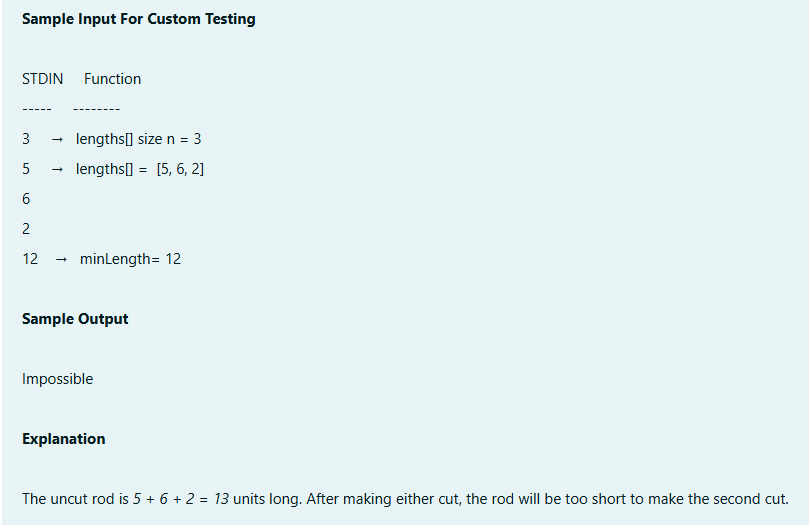 Sample Input For Custom Testing
STDIN Function
----- --------
3 → lengths[] size n = 3
5 → lengths[] = [5, 6, 2]
6
2
12 → minLength= 12
Sample Output
Impossible
Explanation
The uncut rod is 5 + 6 + 2 = 13 units long. After making either cut, the rod will be too short to make the second cut.